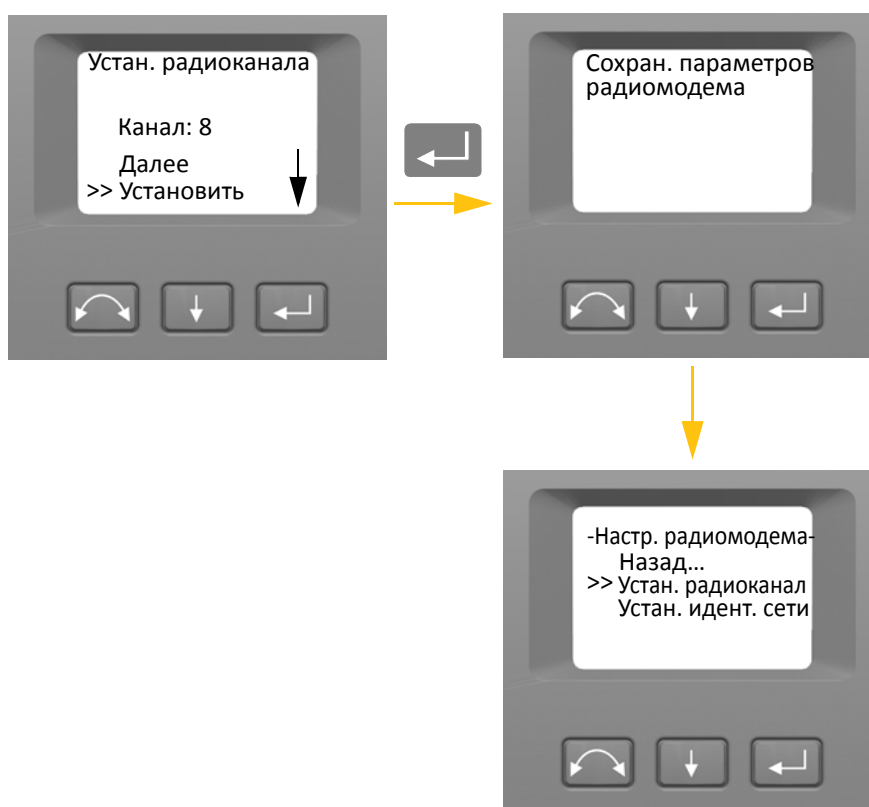 Устан. радиоканала
Канал: 8
Далее
>> Установить
Сохран. параметров
радиомодема
-Настр. радиомодема-
Назад...
>> Устан. радиоканал
Устан. идент. сети